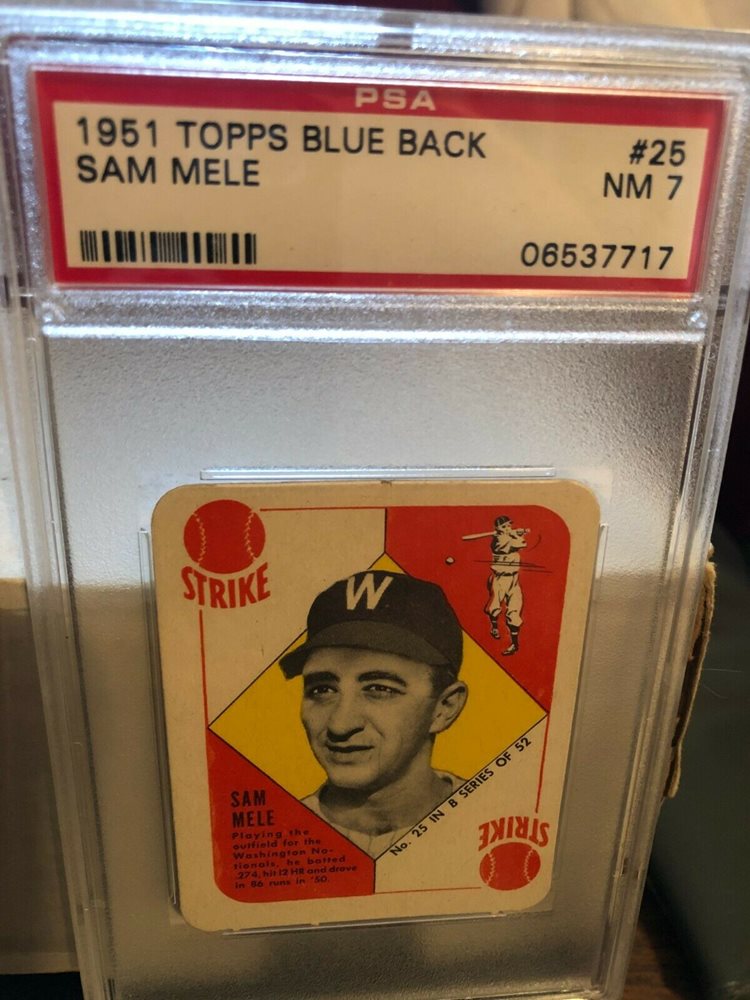 PSA
1951 TOPPS BLUE BACK #25
SAM MELE NM 7
06537717
STRIKE
W
SAM
MELE
Playing the
outfield for the
Washington Na-
tionals, he batted
.274, hit 12 HR and drove
in 86 runs in '50.
No. 25 IN B SERIES OF 52
STRIKE